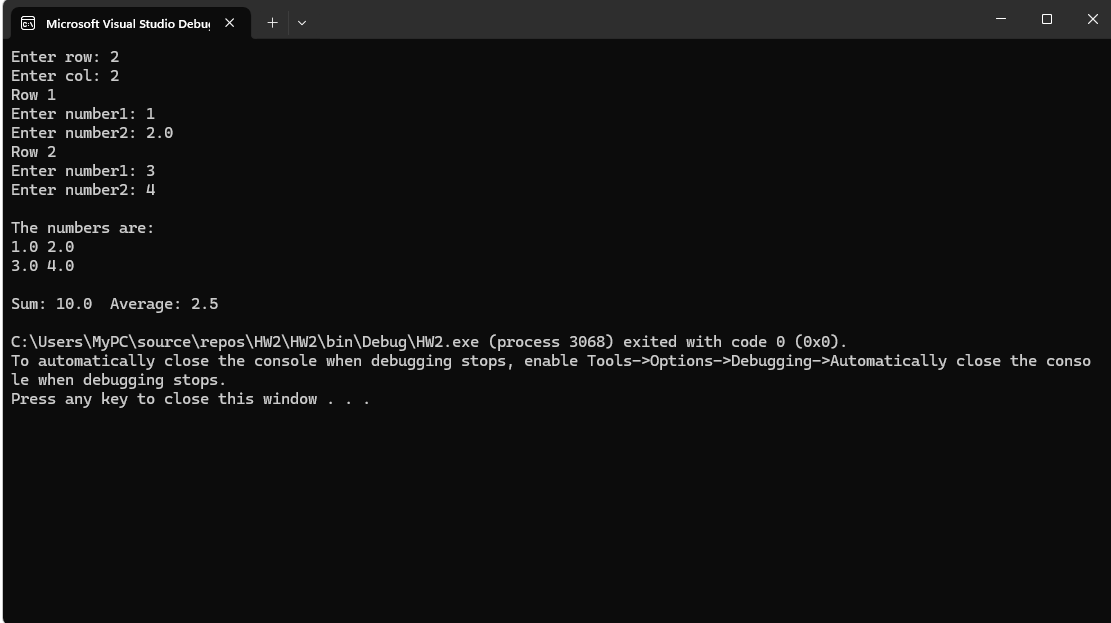 Microsoft Visual Studio Debu
Enter row: 2
Enter col: 2
Row 1
Enter number1: 1
Enter number2: 2.0
Row 2
Enter number1: 3
Enter number2: 4
The numbers are:
1.0 2.0
3.0 4.0
Sum: 10.0  Average: 2.5
C:\Users\MyPC\source\repos\HW2\HW2\bin\Debug\HW2.exe (process 3068) exited with code 0 (0x0).
To automatically close the console when debugging stops, enable Tools->Options->Debugging->Automatically close the conso
le when debugging stops.
Press any key to close this window . . .